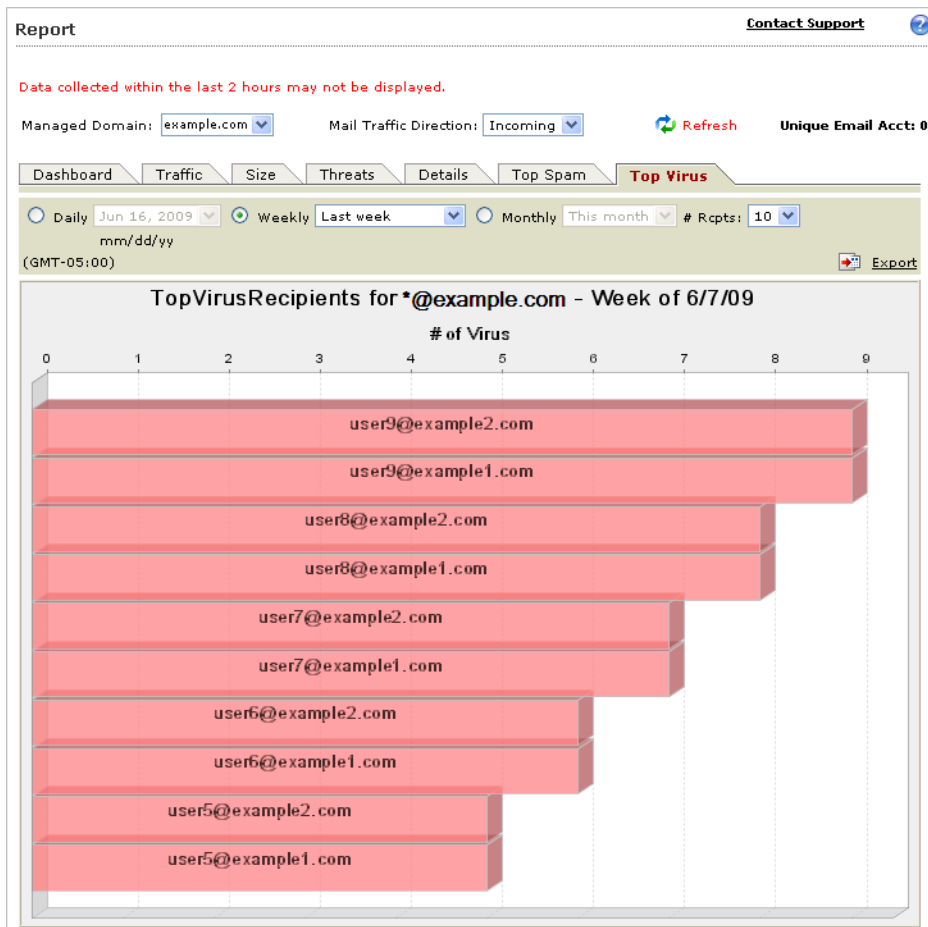 Report
Contact Support
?
Data collected within the last 2 hours may not be displayed.
Managed Domain: example.com Mail Traffic Direction: Incoming Refresh Unique Email Acct: 0
Dashboard Traffic Size Threats Details Top Spam Top Virus
Daily Jun 16, 2009 Weekly Last week Monthly This month # Rcpts: 10
mm/dd/yy
(GMT-05:00) Export
TopVirusRecipients for *@example.com - Week of 6/7/09
# of Virus
0 1 2 3 4 5 6 7 8 9
user9@example2.com
user9@example1.com
user8@example2.com
user8@example1.com
user7@example2.com
user7@example1.com
user6@example2.com
user6@example1.com
user5@example2.com
user5@example1.com